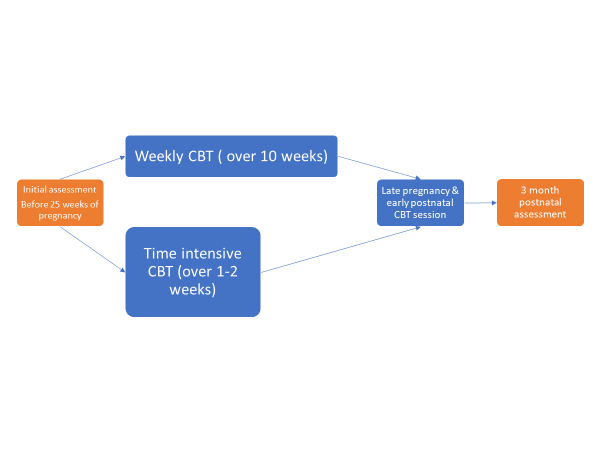 Initial assessment
Before 25 weeks of
pregnancy
Weekly CBT ( over 10 weeks)
Time intensive
CBT (over 1-2
weeks)
Late pregnancy &
early postnatal
CBT session
3 month
postnatal
assessment